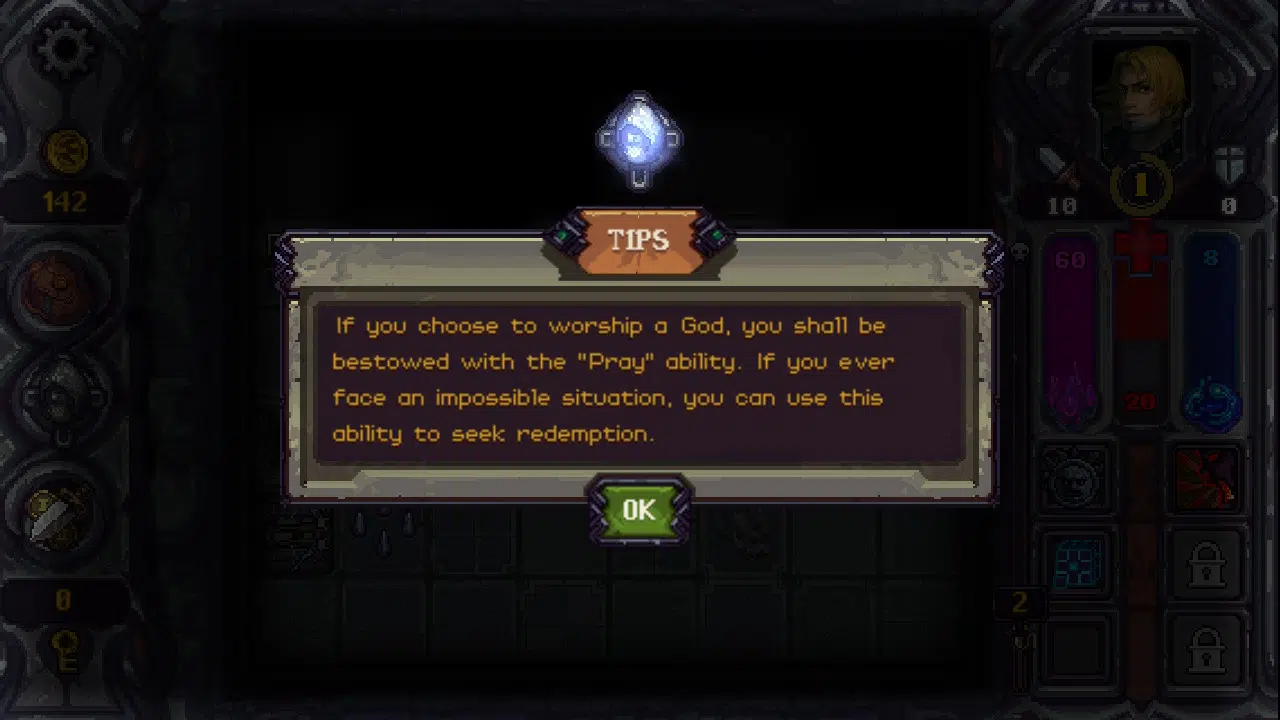 142
1
10
0
TIPS
60
8
If you choose to worship a God, you shall be
bestowed with the "Pray" ability. If you ever
face an impossible situation, you can use this
ability to seek redemption.
20
OK
0
2